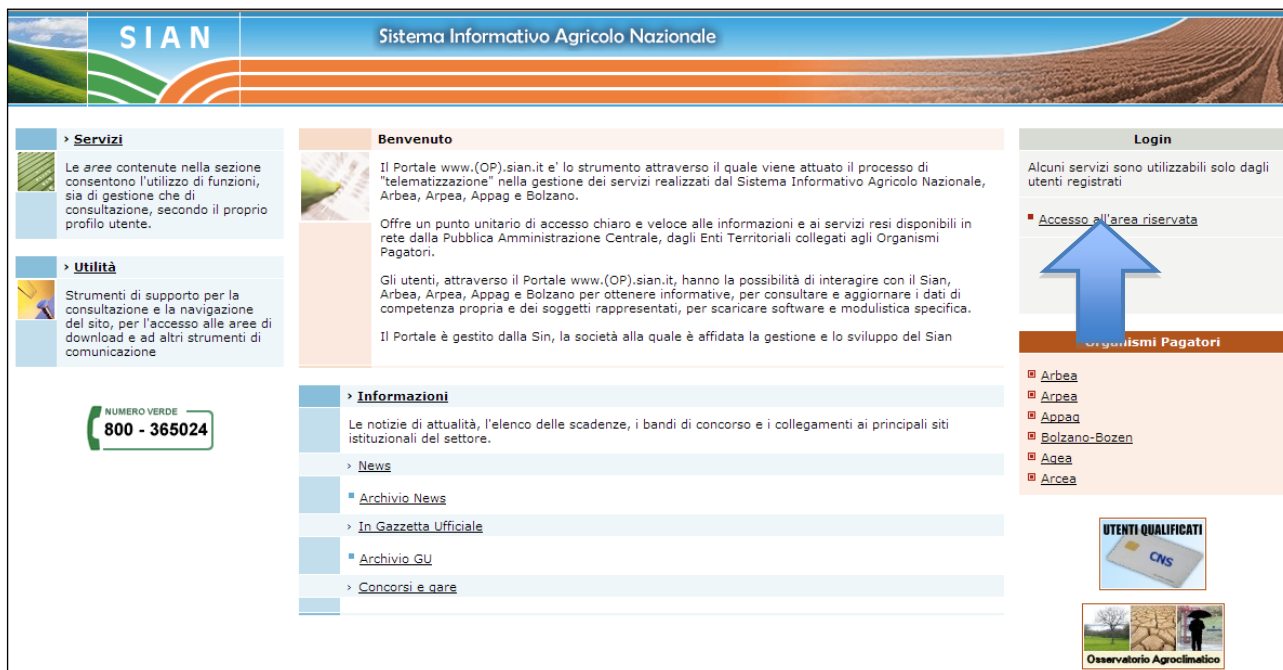 SIAN
Sistema Informativo Agricolo Nazionale
› Servizi
Le aree contenute nella sezione
consentono l'utilizzo di funzioni,
sia di gestione che di
consultazione, secondo il proprio
profilo utente.
› Utilità
Strumenti di supporto per la
consultazione e la navigazione
del sito, per l'accesso alle aree di
download e ad altri strumenti di
comunicazione
NUMERO VERDE
800 - 365024
Benvenuto
Il Portale www.(OP).sian.it e' lo strumento attraverso il quale viene attuato il processo di
"telematizzazione" nella gestione dei servizi realizzati dal Sistema Informativo Agricolo Nazionale,
Arbea, Arpea, Appag e Bolzano.
Offre un punto unitario di accesso chiaro e veloce alle informazioni e ai servizi resi disponibili in
rete dalla Pubblica Amministrazione Centrale, dagli Enti Territoriali collegati agli Organismi
Pagatori.
Gli utenti, attraverso il Portale www.(OP).sian.it, hanno la possibilità di interagire con il Sian,
Arbea, Arpea, Appag e Bolzano per ottenere informative, per consultare e aggiornare i dati di
competenza propria e dei soggetti rappresentati, per scaricare software e modulistica specifica.
Il Portale è gestito dalla Sin, la società alla quale è affidata la gestione e lo sviluppo del Sian
› Informazioni
Le notizie di attualità, l'elenco delle scadenze, i bandi di concorso e i collegamenti ai principali siti
istituzionali del settore.
› News
Archivio News
› In Gazzetta Ufficiale
Archivio GU
› Concorsi e gare
Login
Alcuni servizi sono utilizzabili solo dagli
utenti registrati
Accesso all'area riservata
Organismi Pagatori
Arbea
Arpea
Appag
Bolzano-Bozen
Agea
Arcea
UTENTI QUALIFICATI
CNS
Osservatorio Agroclimatico